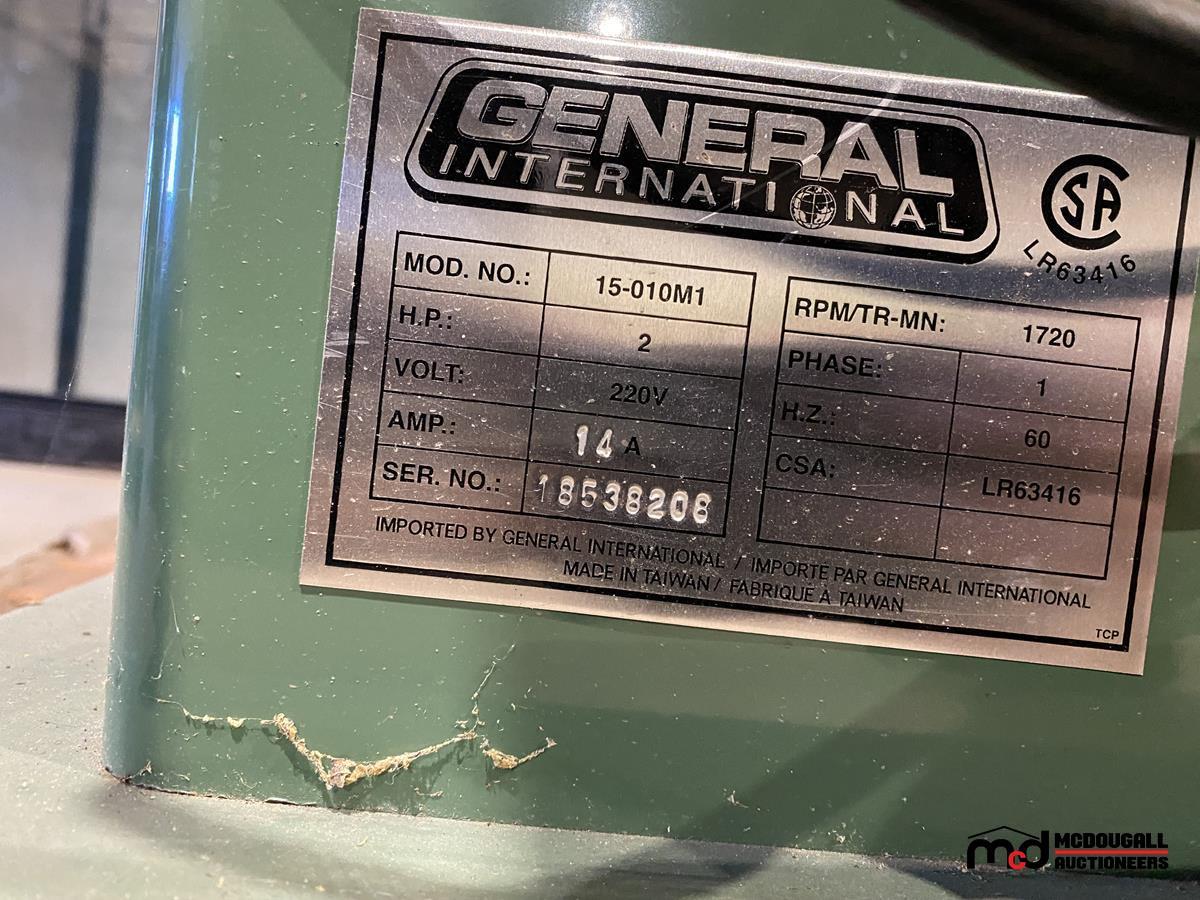 GENERAL
INTERNATIONAL
CSA
LR63416
MOD. NO.: 15-010M1
H.P.: 2
VOLT: 220V
AMP.: 14 A
SER. NO.: 18538208
RPM/TR-MN: 1720
PHASE: 1
H.Z.: 60
CSA: LR63416
IMPORTED BY GENERAL INTERNATIONAL / IMPORTE PAR GENERAL INTERNATIONAL
MADE IN TAIWAN / FABRIQUE A TAIWAN
TCP
mcd MCDOUGALL
AUCTIONEERS